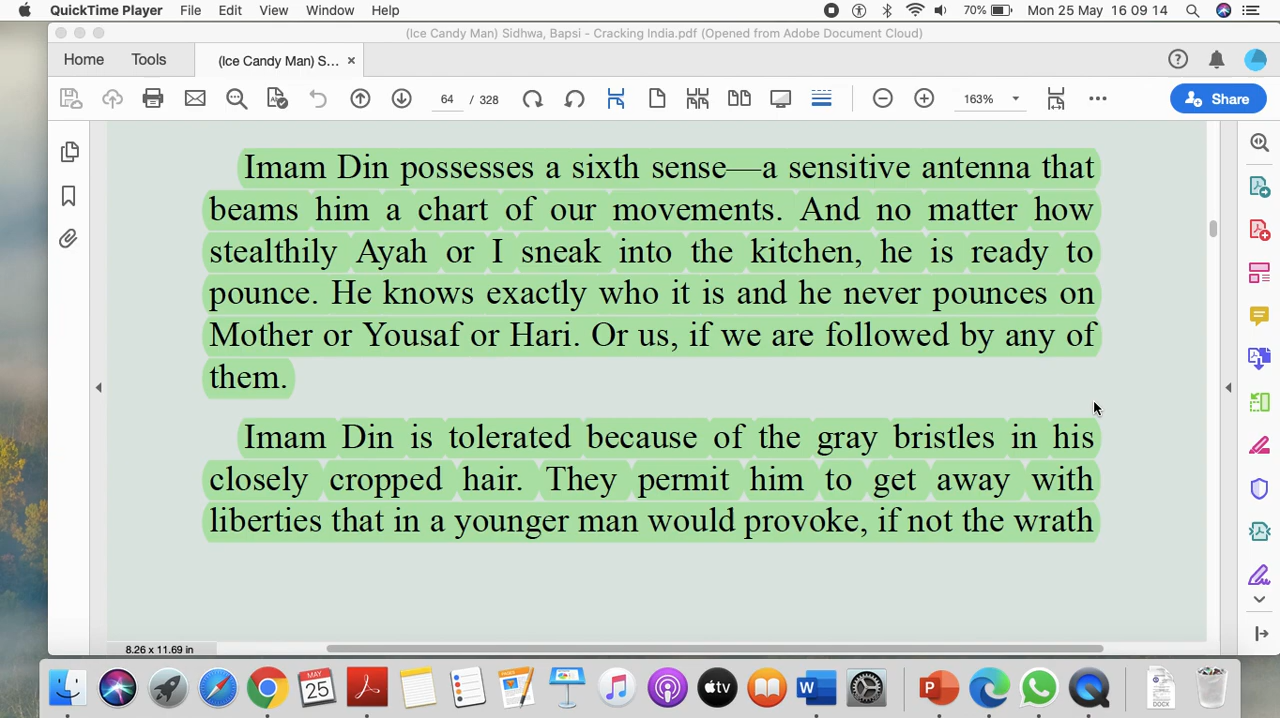 QuickTime Player File Edit View Window Help 70% Mon 25 May 16 09 14
(Ice Candy Man) Sidhwa, Bapsi - Cracking India.pdf (Opened from Adobe Document Cloud)
Home Tools (Ice Candy Man) S... ×
64 / 328 163% Share
Imam Din possesses a sixth sense—a sensitive antenna that
beams him a chart of our movements. And no matter how
stealthily Ayah or I sneak into the kitchen, he is ready to
pounce. He knows exactly who it is and he never pounces on
Mother or Yousaf or Hari. Or us, if we are followed by any of
them.
Imam Din is tolerated because of the gray bristles in his
closely cropped hair. They permit him to get away with
liberties that in a younger man would provoke, if not the wrath
8.26 x 11.69 in
MAY
25
tv
W
P
DOCX